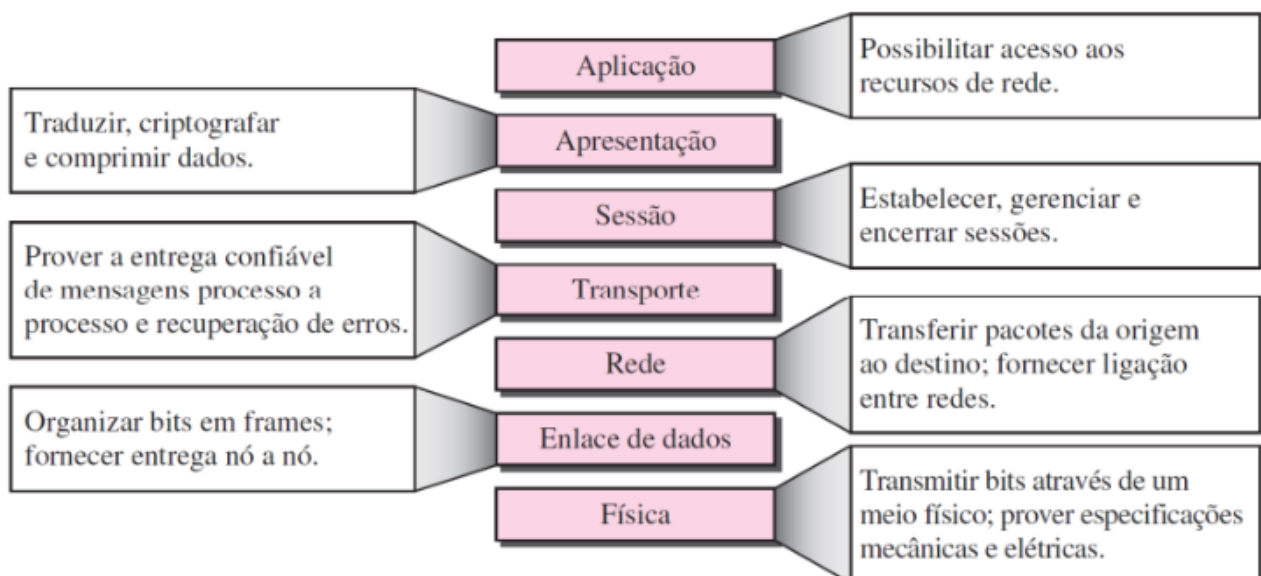 Aplicação
Possibilitar acesso aos
recursos de rede.
Traduzir, criptografar
e comprimir dados.
Apresentação
Sessão
Estabelecer, gerenciar e
encerrar sessões.
Prover a entrega confiável
de mensagens processo a
processo e recuperação de erros.
Transporte
Rede
Transferir pacotes da origem
ao destino; fornecer ligação
entre redes.
Organizar bits em frames;
fornecer entrega nó a nó.
Enlace de dados
Física
Transmitir bits através de um
meio físico; prover especificações
mecânicas e elétricas.